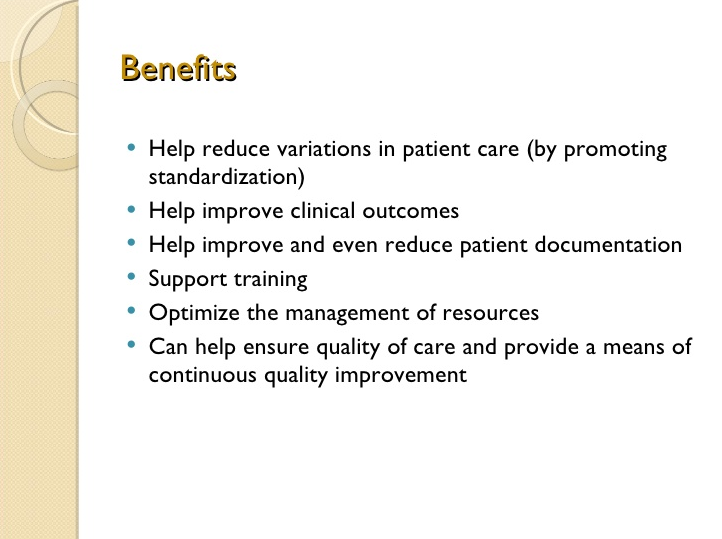 Benefits
• Help reduce variations in patient care (by promoting
standardization)
• Help improve clinical outcomes
• Help improve and even reduce patient documentation
• Support training
• Optimize the management of resources
• Can help ensure quality of care and provide a means of
continuous quality improvement